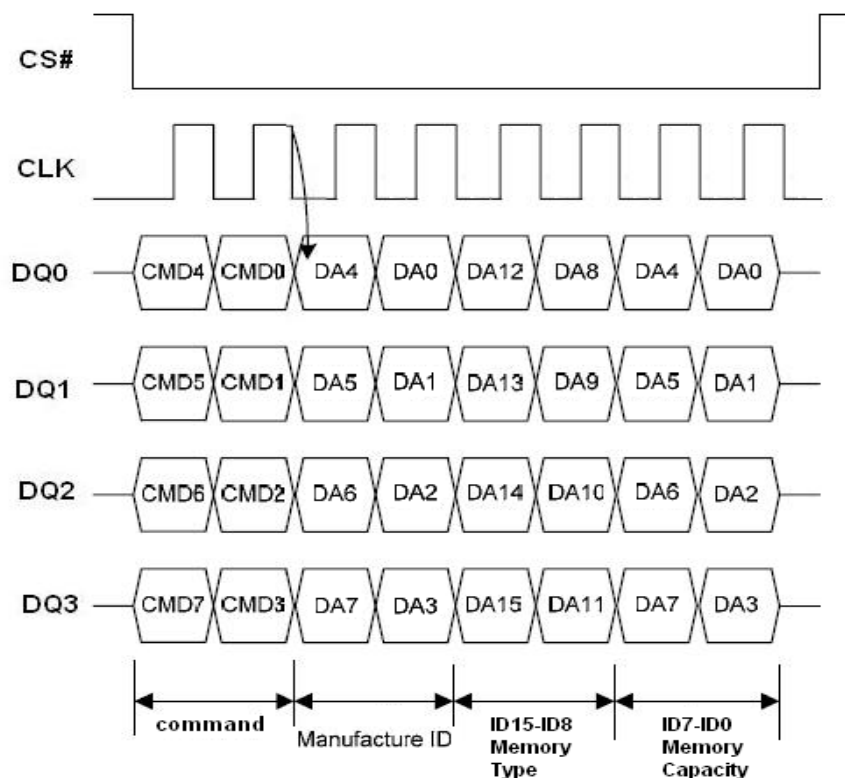 CS#
CLK
DQ0 CMD4 CMD0 DA4 DA0 DA12 DA8 DA4 DA0
DQ1 CMD5 CMD1 DA5 DA1 DA13 DA9 DA5 DA1
DQ2 CMD6 CMD2 DA6 DA2 DA14 DA10 DA6 DA2
DQ3 CMD7 CMD3 DA7 DA3 DA15 DA11 DA7 DA3
command
Manufacture ID
ID15-ID8
Memory
Type
ID7-ID0
Memory
Capacity